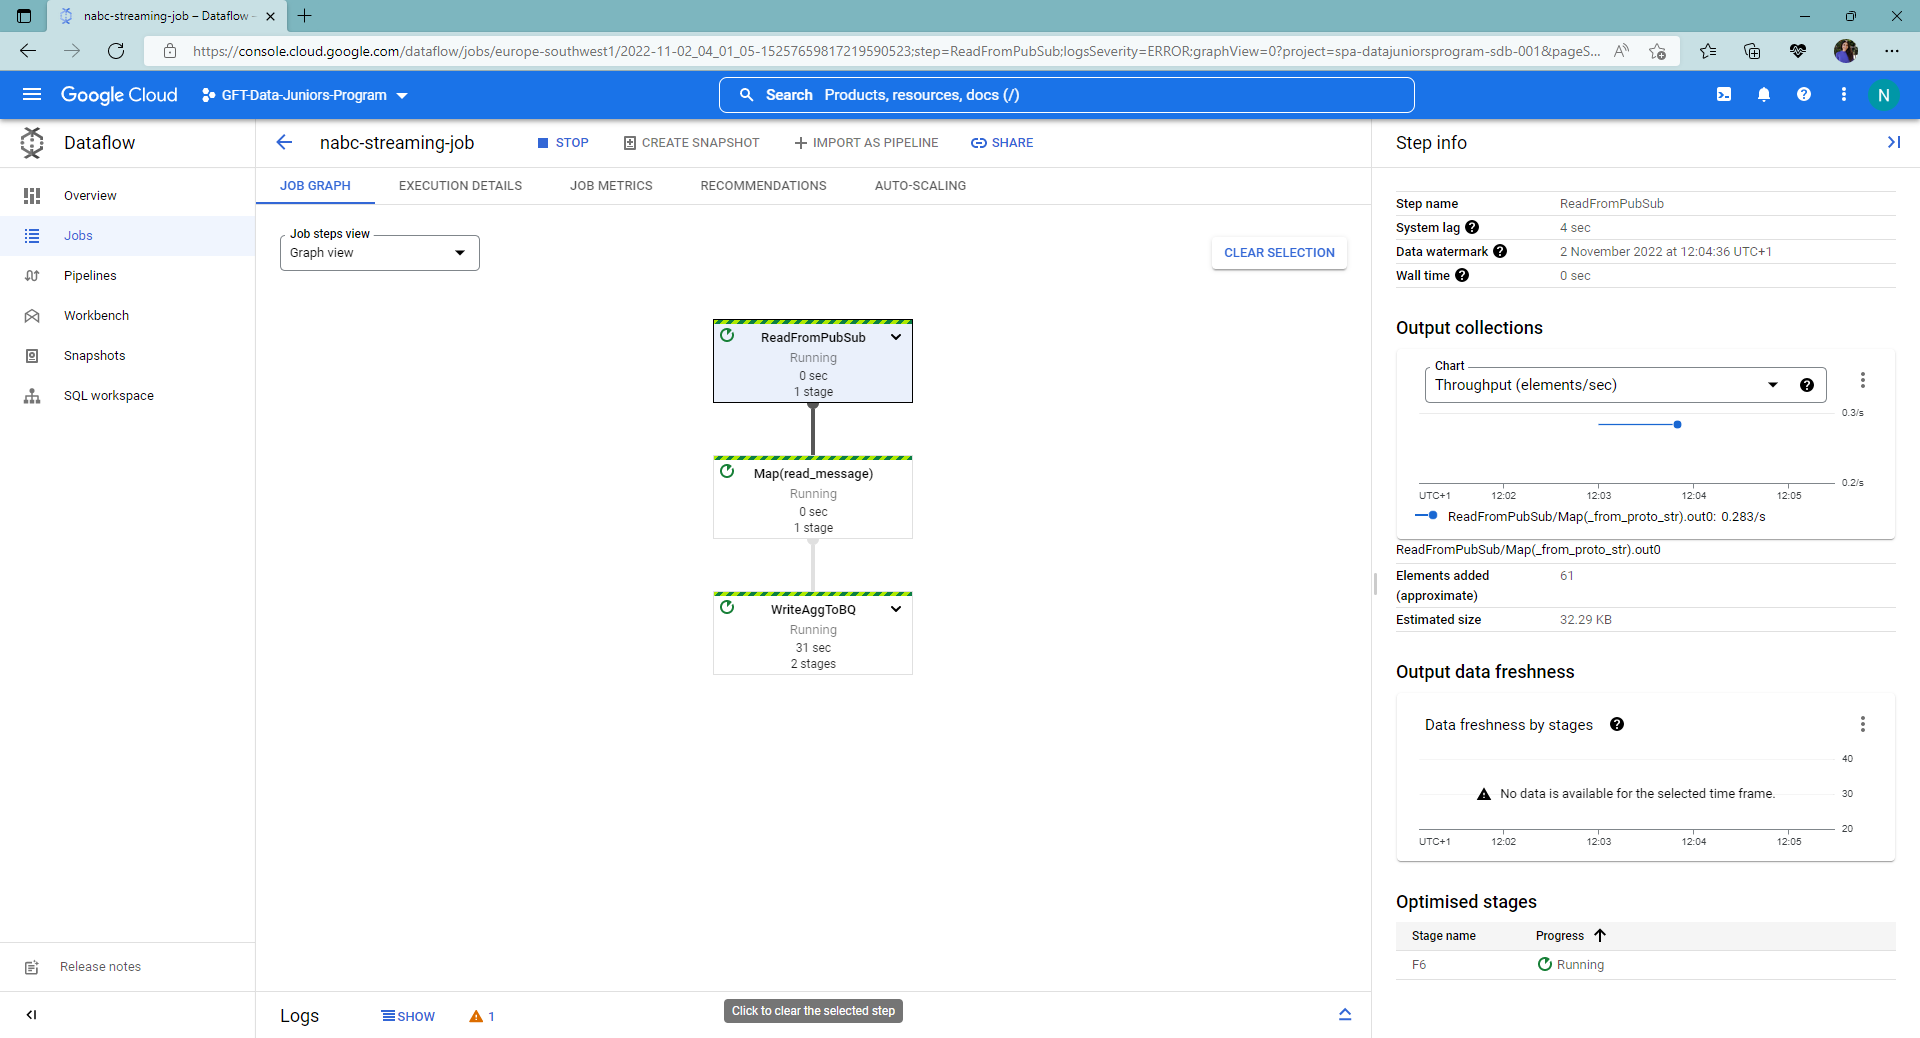 nabc-streaming-job – Dataflow -
https://console.cloud.google.com/dataflow/jobs/europe-southwest1/2022-11-02_04_01_05-15257659817219590523;step=ReadFromPubSub;logsSeverity=ERROR;graphView=0?project=spa-datajuniorsprogram-sdb-001&pageS...
Google Cloud
GFT-Data-Juniors-Program
Search Products, resources, docs (/)
N
Dataflow
nabc-streaming-job
STOP
CREATE SNAPSHOT
IMPORT AS PIPELINE
SHARE
Step info
Overview
Jobs
Pipelines
Workbench
Snapshots
SQL workspace
Release notes
JOB GRAPH
EXECUTION DETAILS
JOB METRICS
RECOMMENDATIONS
AUTO-SCALING
Job steps view
Graph view
CLEAR SELECTION
ReadFromPubSub
Running
0 sec
1 stage
Map(read_message)
Running
0 sec
1 stage
WriteAggToBQ
Running
31 sec
2 stages
Logs
SHOW
1
Click to clear the selected step
Step name ReadFromPubSub
System lag 4 sec
Data watermark 2 November 2022 at 12:04:36 UTC+1
Wall time 0 sec
Output collections
Chart
Throughput (elements/sec)
0.3/s
0.2/s
UTC+1 12:02 12:03 12:04 12:05
ReadFromPubSub/Map(_from_proto_str).out0: 0.283/s
ReadFromPubSub/Map(_from_proto_str).out0
Elements added 61
(approximate)
Estimated size 32.29 KB
Output data freshness
Data freshness by stages
40
No data is available for the selected time frame.
30
20
UTC+1 12:02 12:03 12:04 12:05
Optimised stages
Stage name Progress
F6 Running